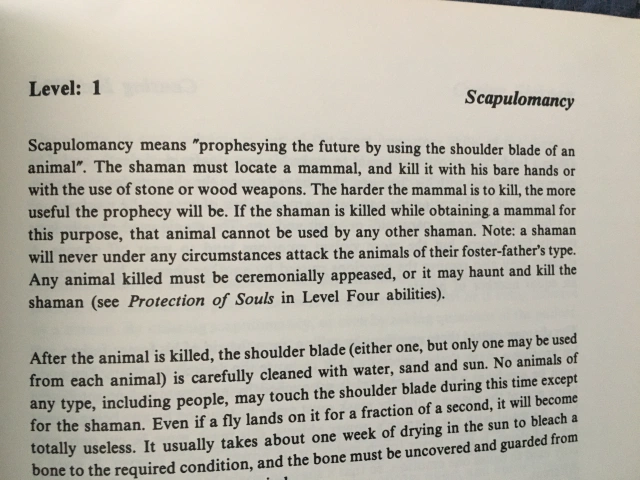 Level: 1
Scapulomancy
Scapulomancy means "prophesying the future by using the shoulder blade of an
animal". The shaman must locate a mammal, and kill it with his bare hands or
with the use of stone or wood weapons. The harder the mammal is to kill, the more
useful the prophecy will be. If the shaman is killed while obtaining a mammal for
this purpose, that animal cannot be used by any other shaman. Note: a shaman
will never under any circumstances attack the animals of their foster-father's type.
Any animal killed must be ceremonially appeased, or it may haunt and kill the
shaman (see Protection of Souls in Level Four abilities).
After the animal is killed, the shoulder blade (either one, but only one may be used
from each animal) is carefully cleaned with water, sand and sun. No animals of
any type, including people, may touch the shoulder blade during this time except
for the shaman. Even if a fly lands on it for a fraction of a second, it will become
totally useless. It usually takes about one week of drying in the sun to bleach a
bone to the required condition, and the bone must be uncovered and guarded from